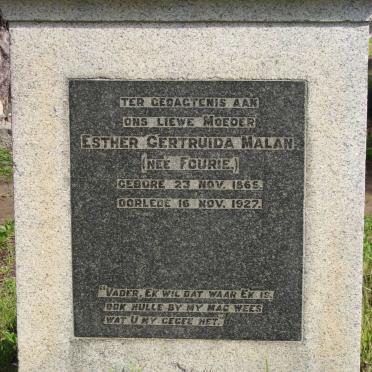 TER GEDAGTENIS AAN
ONS LIEWE MOEDER
ESTHER GERTRUIDA MALAN
(NEE FOURIE.)
GEBORE 23 NOV. 1865.
OORLEDE 16 NOV. 1927.
"VADER, EK WIL DAT WAAR EK IS,
OOK HULLE BY MY MAG WEES
WAT U MY GEGEE HET."